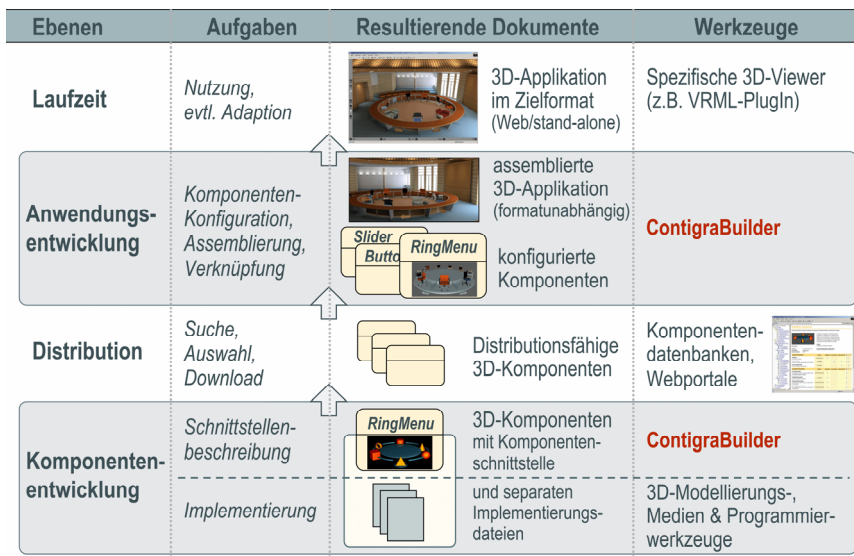 Ebenen Aufgaben Resultierende Dokumente Werkzeuge
Laufzeit
Nutzung,
evtl. Adaption
3D-Applikation
im Zielformat
(Web/stand-alone)
Spezifische 3D-Viewer
(z.B. VRML-PlugIn)
Anwendungs-
entwicklung
Komponenten-
Konfiguration,
Assemblierung,
Verknüpfung
assemblierte
3D-Applikation
(formatunabhängig)
Slider
Butto
RingMenu
konfigurierte
Komponenten
ContigraBuilder
Distribution
Suche,
Auswahl,
Download
Distributionsfähige
3D-Komponenten
Komponenten-
datenbanken,
Webportale
Komponenten-
entwicklung
Schnittstellen-
beschreibung
RingMenu
3D-Komponenten
mit Komponenten-
schnittstelle
ContigraBuilder
Implementierung
und separaten
Implementierungs-
dateien
3D-Modellierungs-,
Medien & Programmier-
werkzeuge